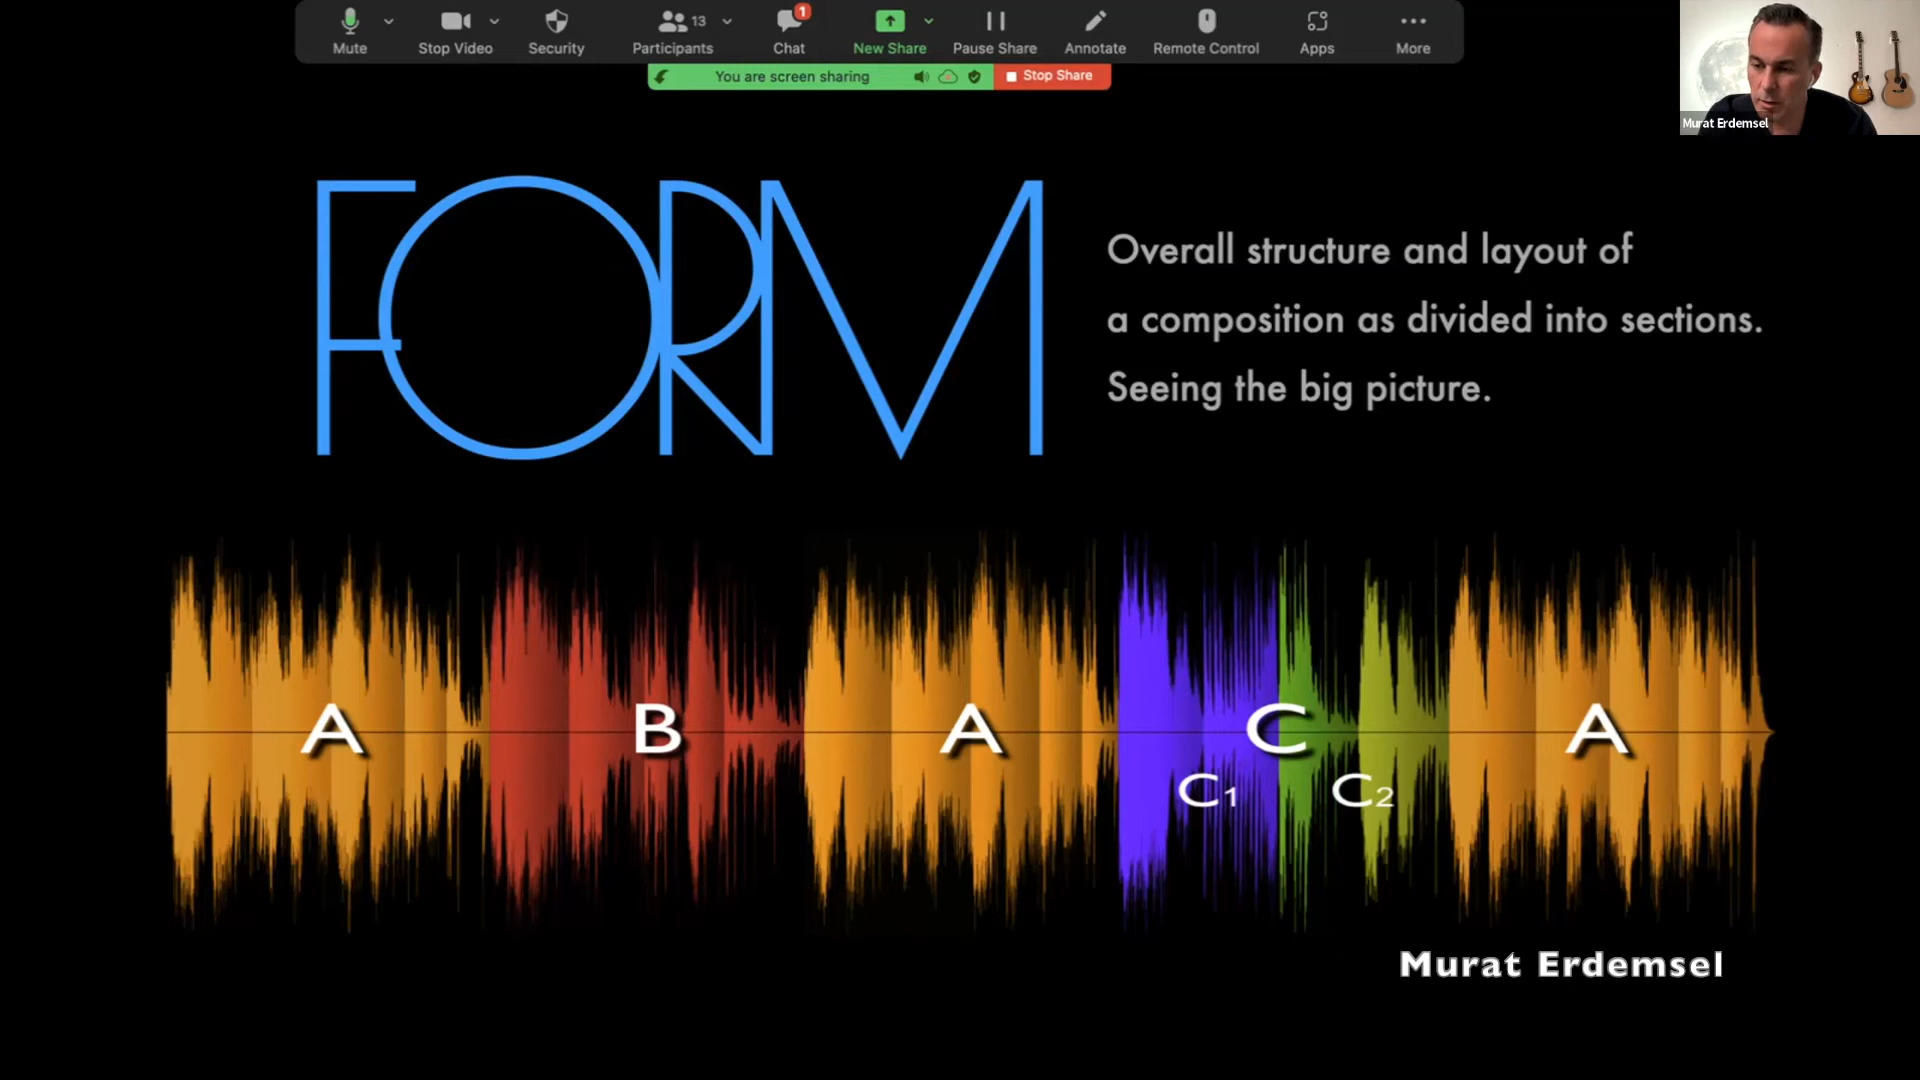 Mute
Stop Video
Security
Participants
13
Chat
1
New Share
Pause Share
Annotate
Remote Control
Apps
More
You are screen sharing
Stop Share
Murat Erdemsel
FORM
Overall structure and layout of
a composition as divided into sections.
Seeing the big picture.
A
B
A
C
C1
C2
A
Murat Erdemsel